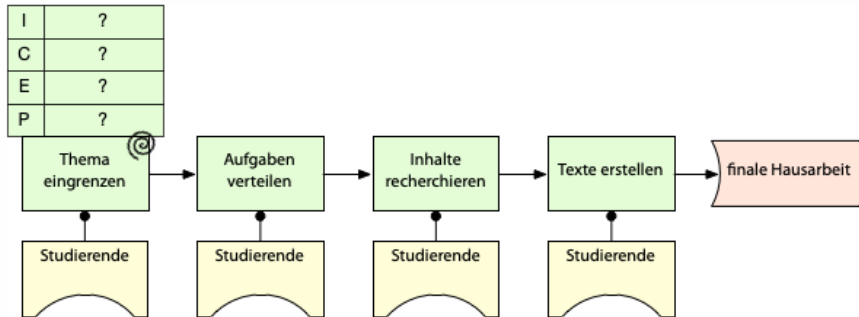 I ?
C ?
E ?
P ?
Thema
eingrenzen
Aufgaben
verteilen
Inhalte
recherchieren
Texte erstellen
finale Hausarbeit
Studierende
Studierende
Studierende
Studierende